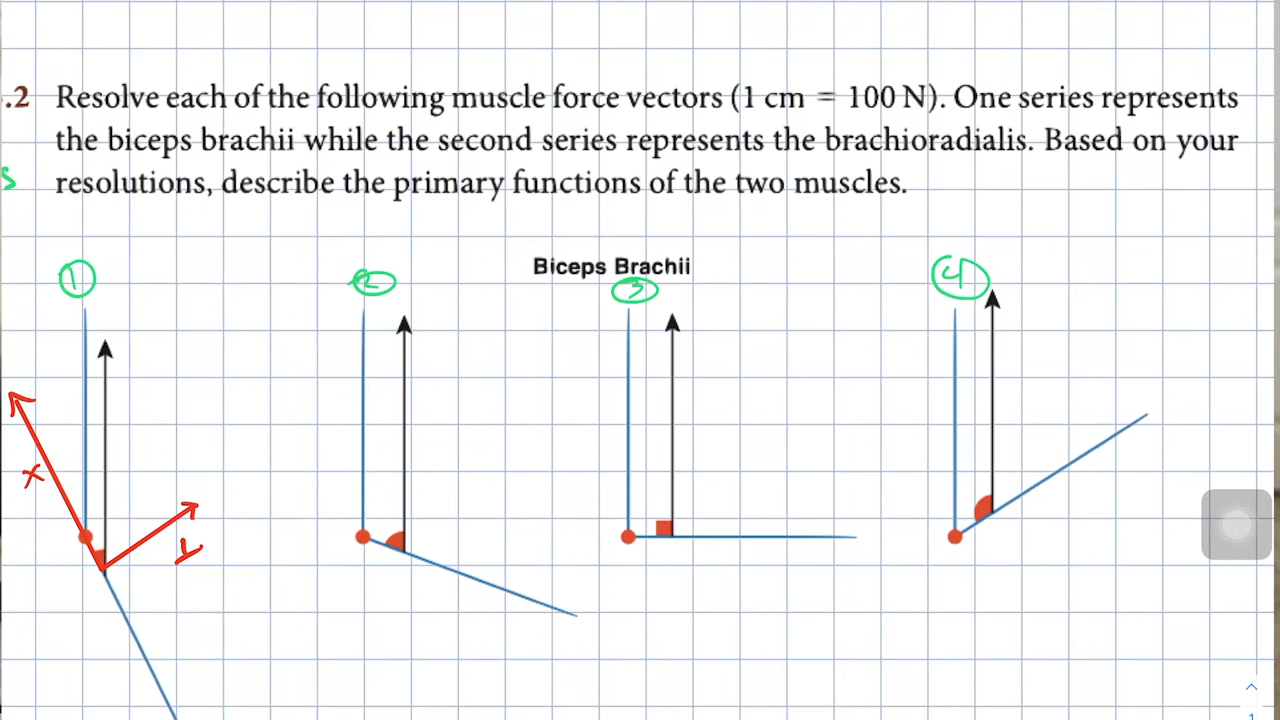 .2 Resolve each of the following muscle force vectors (1 cm = 100 N). One series represents
the biceps brachii while the second series represents the brachioradialis. Based on your
s resolutions, describe the primary functions of the two muscles.
Biceps Brachii
1 2 3 4
x
y
1